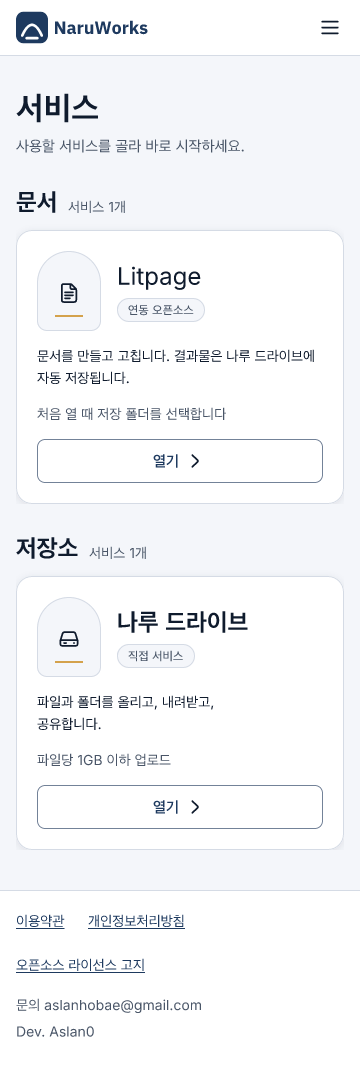 NaruWorks
서비스
사용할 서비스를 골라 바로 시작하세요.
문서 서비스 1개
Litpage
연동 오픈소스
문서를 만들고 고칩니다. 결과물은 나루 드라이브에
자동 저장됩니다.
처음 열 때 저장 폴더를 선택합니다
열기
저장소 서비스 1개
나루 드라이브
직접 서비스
파일과 폴더를 올리고, 내려받고,
공유합니다.
파일당 1GB 이하 업로드
열기
이용약관 개인정보처리방침
오픈소스 라이선스 고지
문의 aslanhobae@gmail.com
Dev. Aslan0